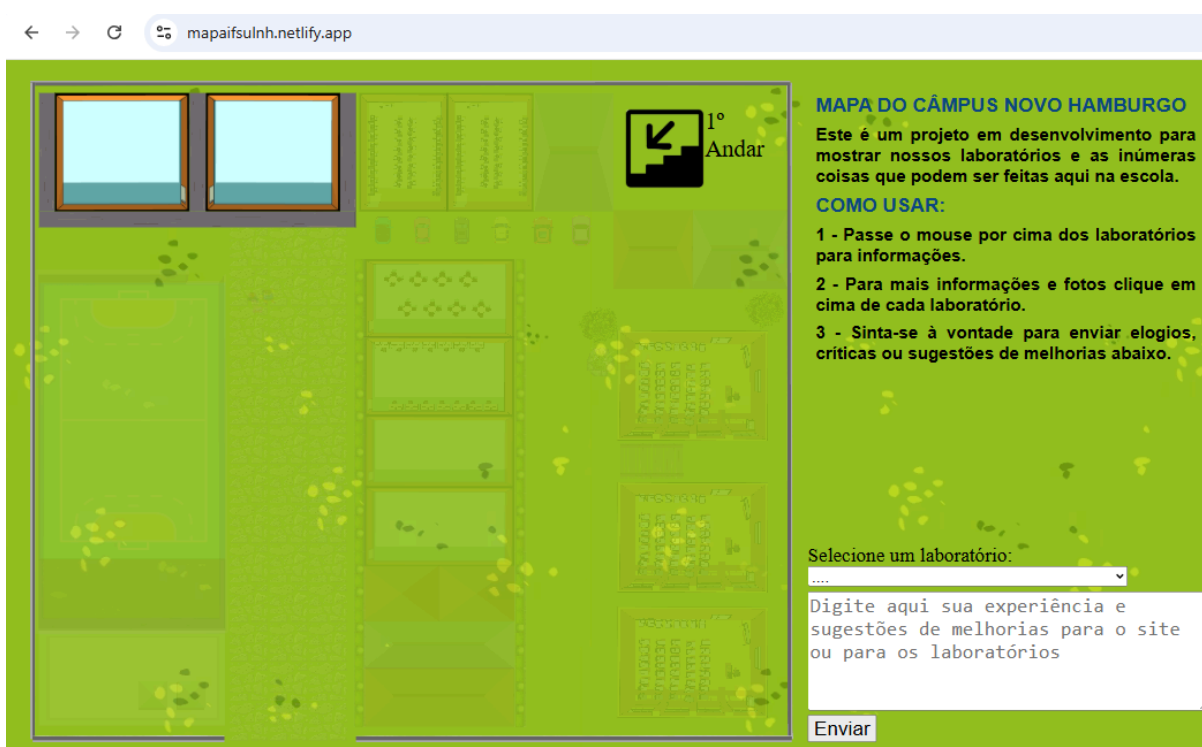 mapaifsulnh.netlify.app
1º
Andar
MAPA DO CÂMPUS NOVO HAMBURGO
Este é um projeto em desenvolvimento para
mostrar nossos laboratórios e as inúmeras
coisas que podem ser feitas aqui na escola.
COMO USAR:
1 - Passe o mouse por cima dos laboratórios
para informações.
2 - Para mais informações e fotos clique em
cima de cada laboratório.
3 - Sinta-se à vontade para enviar elogios,
críticas ou sugestões de melhorias abaixo.
Selecione um laboratório:
....
Digite aqui sua experiência e
sugestões de melhorias para o site
ou para os laboratórios
Enviar